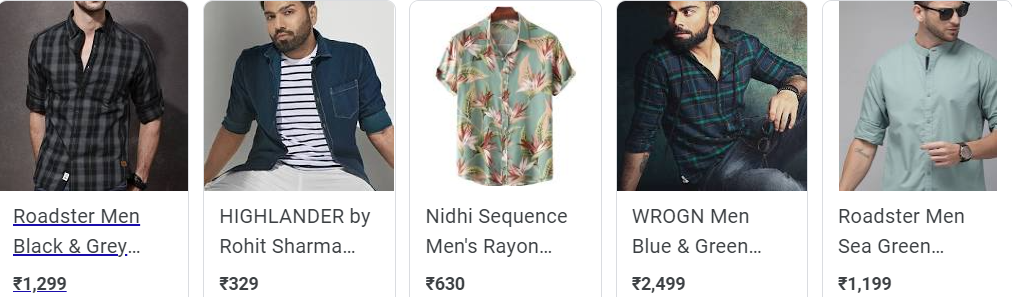 Roadster Men
Black & Grey...
₹1,299
HIGHLANDER by
Rohit Sharma...
₹329
Nidhi Sequence
Men's Rayon...
₹630
WROGN Men
Blue & Green...
₹2,499
Roadster Men
Sea Green...
₹1,199